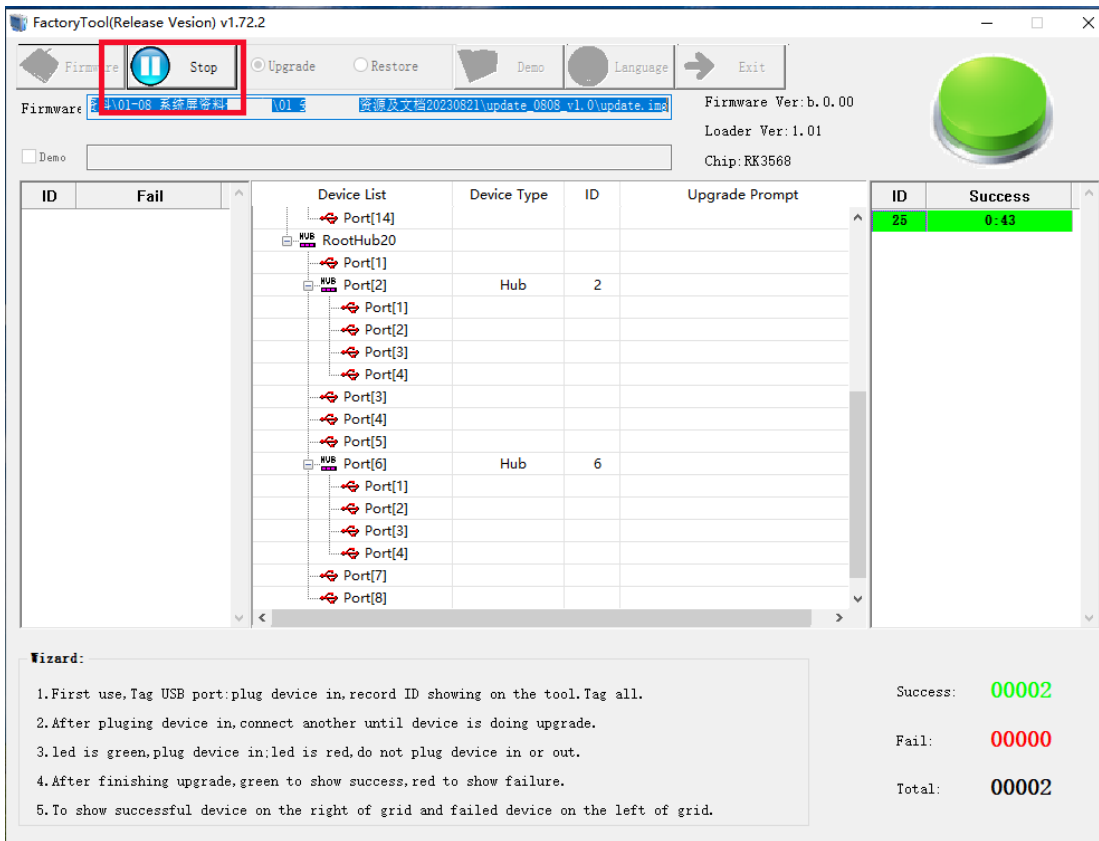 FactoryTool(Release Vesion) v1.72.2
Firmware Stop Upgrade Restore Demo Language Exit
Firmware \01-08 系统屏资料 \01 资源及文档20230821\update_0808_v1.0\update.img
Firmware Ver:b.0.00
Loader Ver:1.01
Demo
Chip:RK3568
ID Fail
Device List Device Type ID Upgrade Prompt
ID Success
25 0:43
Port[14]
HUB RootHub20
Port[1]
HUB Port[2] Hub 2
Port[1]
Port[2]
Port[3]
Port[4]
Port[3]
Port[4]
Port[5]
HUB Port[6] Hub 6
Port[1]
Port[2]
Port[3]
Port[4]
Port[7]
Port[8]
Wizard:
1.First use,Tag USB port:plug device in,record ID showing on the tool.Tag all.
2.After pluging device in,connect another until device is doing upgrade.
3.led is green,plug device in;led is red,do not plug device in or out.
4.After finishing upgrade,green to show success,red to show failure.
5.To show successful device on the right of grid and failed device on the left of grid.
Success: 00002
Fail: 00000
Total: 00002